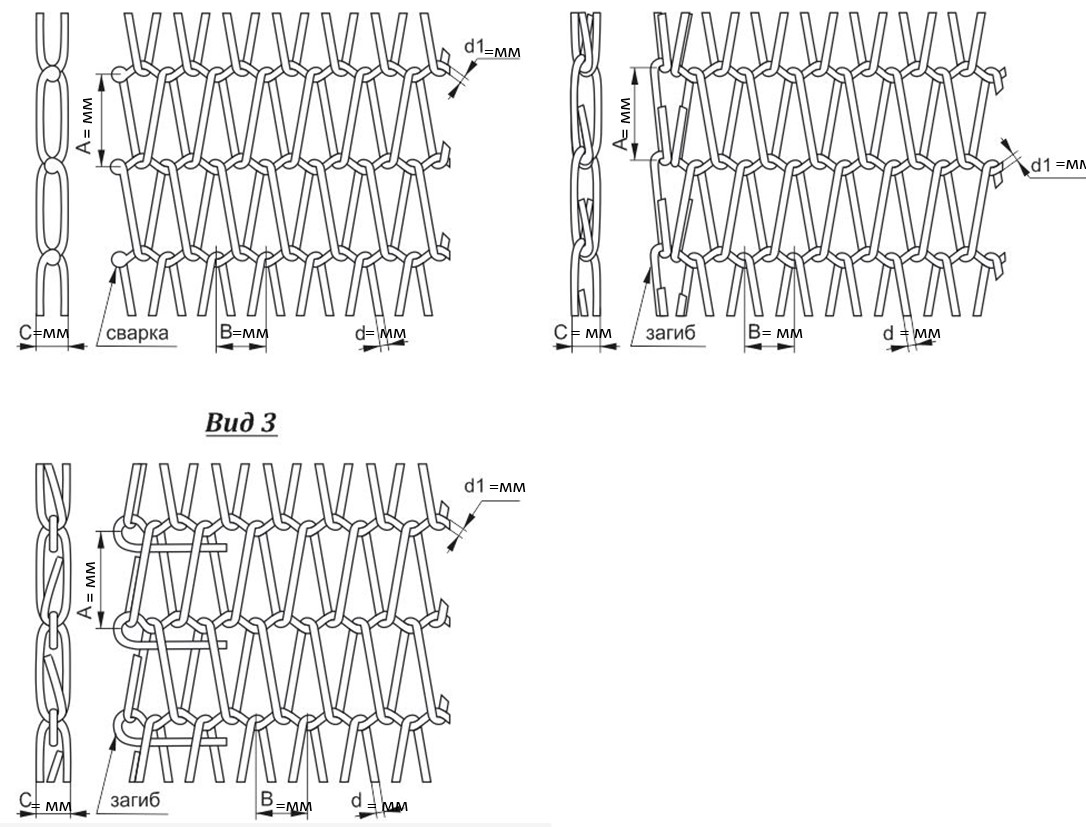 d1=мм
A= мм
C=мм
сварка
B=мм
d= мм
A= мм
d1 =мм
C = мм
загиб
B= мм
d = мм
Вид 3
d1 =мм
A= мм
C= мм
загиб
B =мм
d = мм